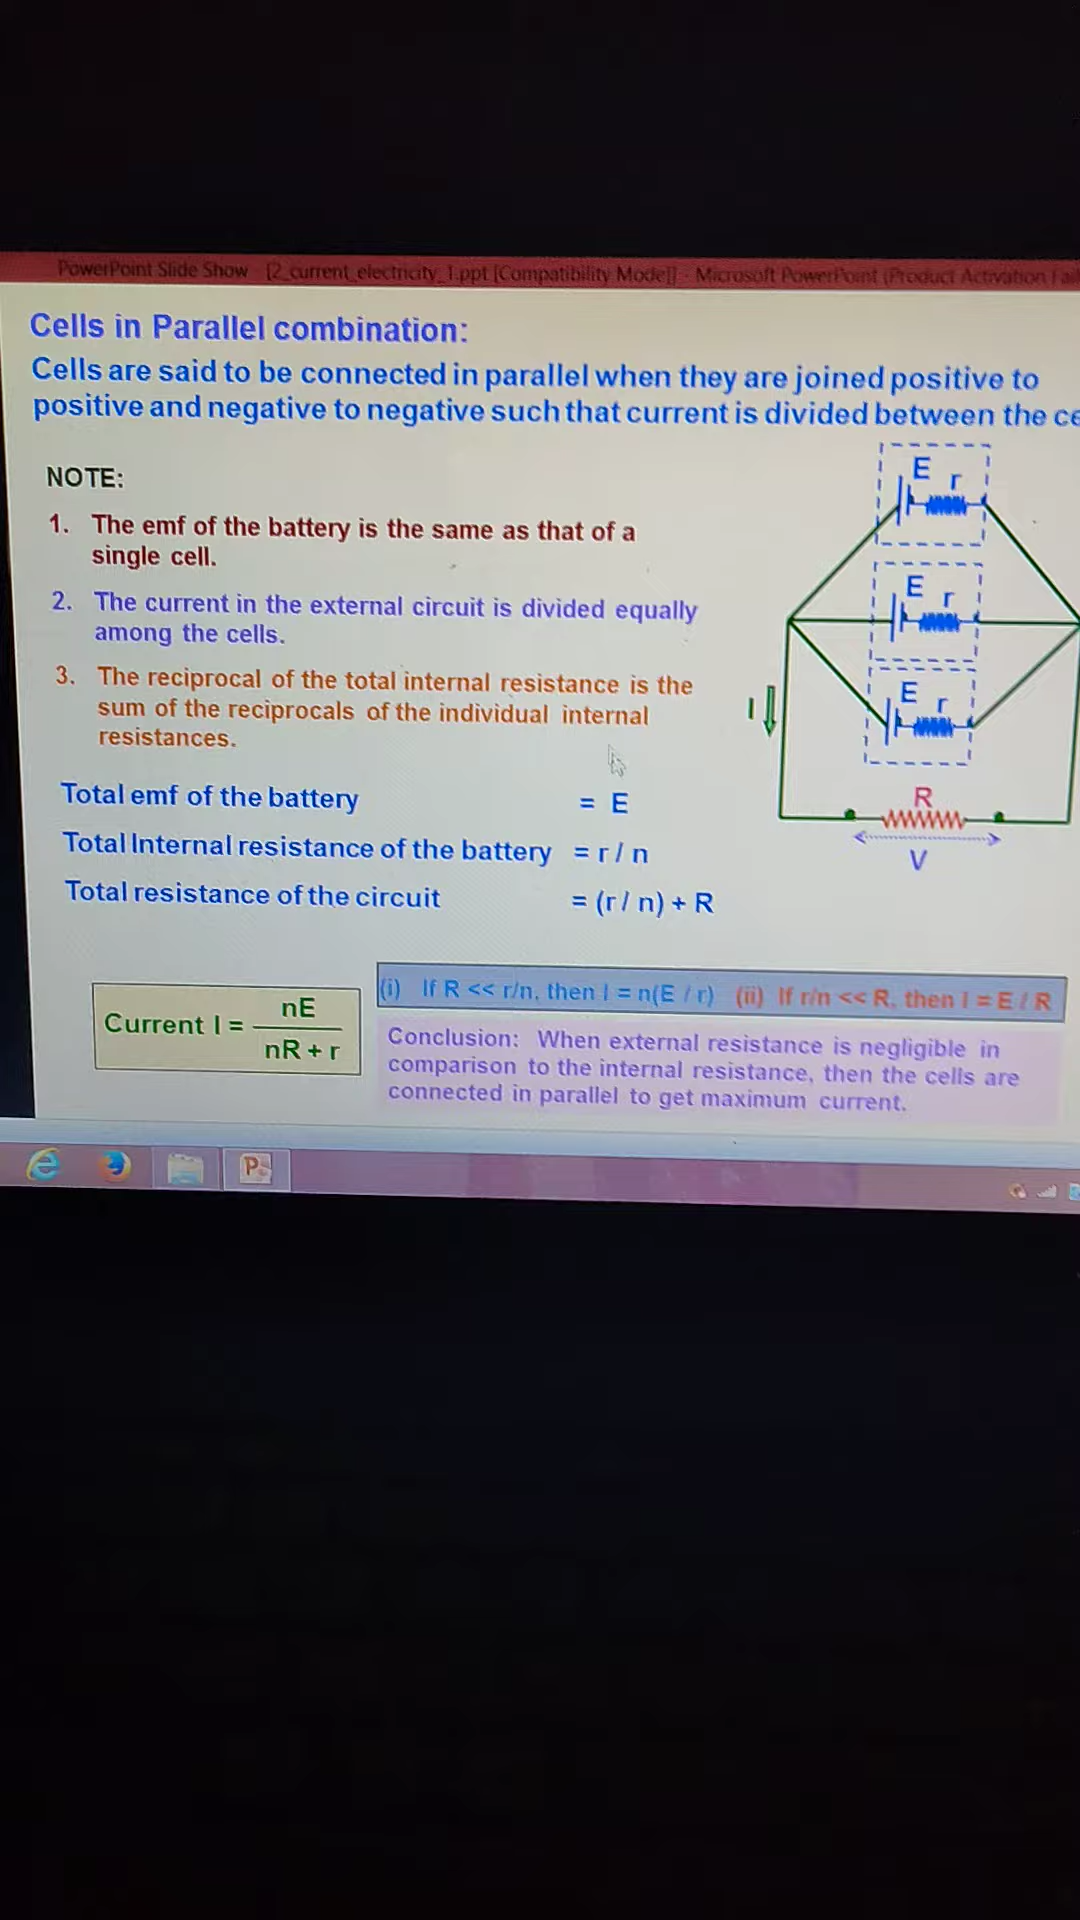 PowerPoint Slide Show - [2_current_electricity_1.ppt [Compatibility Mode]] - Microsoft PowerPoint (Product Activation
Cells in Parallel combination:
Cells are said to be connected in parallel when they are joined positive to
positive and negative to negative such that current is divided between the
NOTE:
1. The emf of the battery is the same as that of a
single cell.
2. The current in the external circuit is divided equally
among the cells.
3. The reciprocal of the total internal resistance is the
sum of the reciprocals of the individual internal
resistances.
E r
E r
E r
I
R
V
Total emf of the battery = E
Total Internal resistance of the battery = r / n
Total resistance of the circuit = (r / n) + R
Current I =
nE
nR + r
(i) If R << r/n, then I = n(E / r) (ii) If r/n << R, then I = E / R
Conclusion: When external resistance is negligible in
comparison to the internal resistance, then the cells are
connected in parallel to get maximum current.